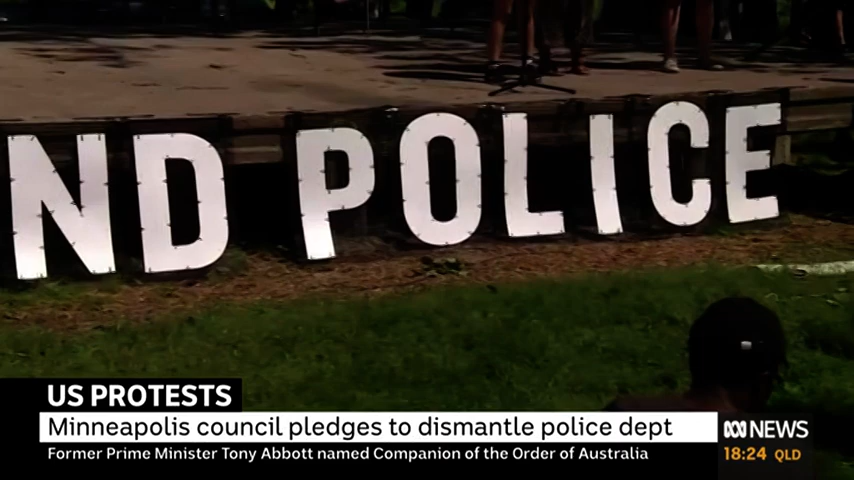 ND POLICE
US PROTESTS
Minneapolis council pledges to dismantle police dept
Former Prime Minister Tony Abbott named Companion of the Order of Australia
NEWS
18:24 QLD